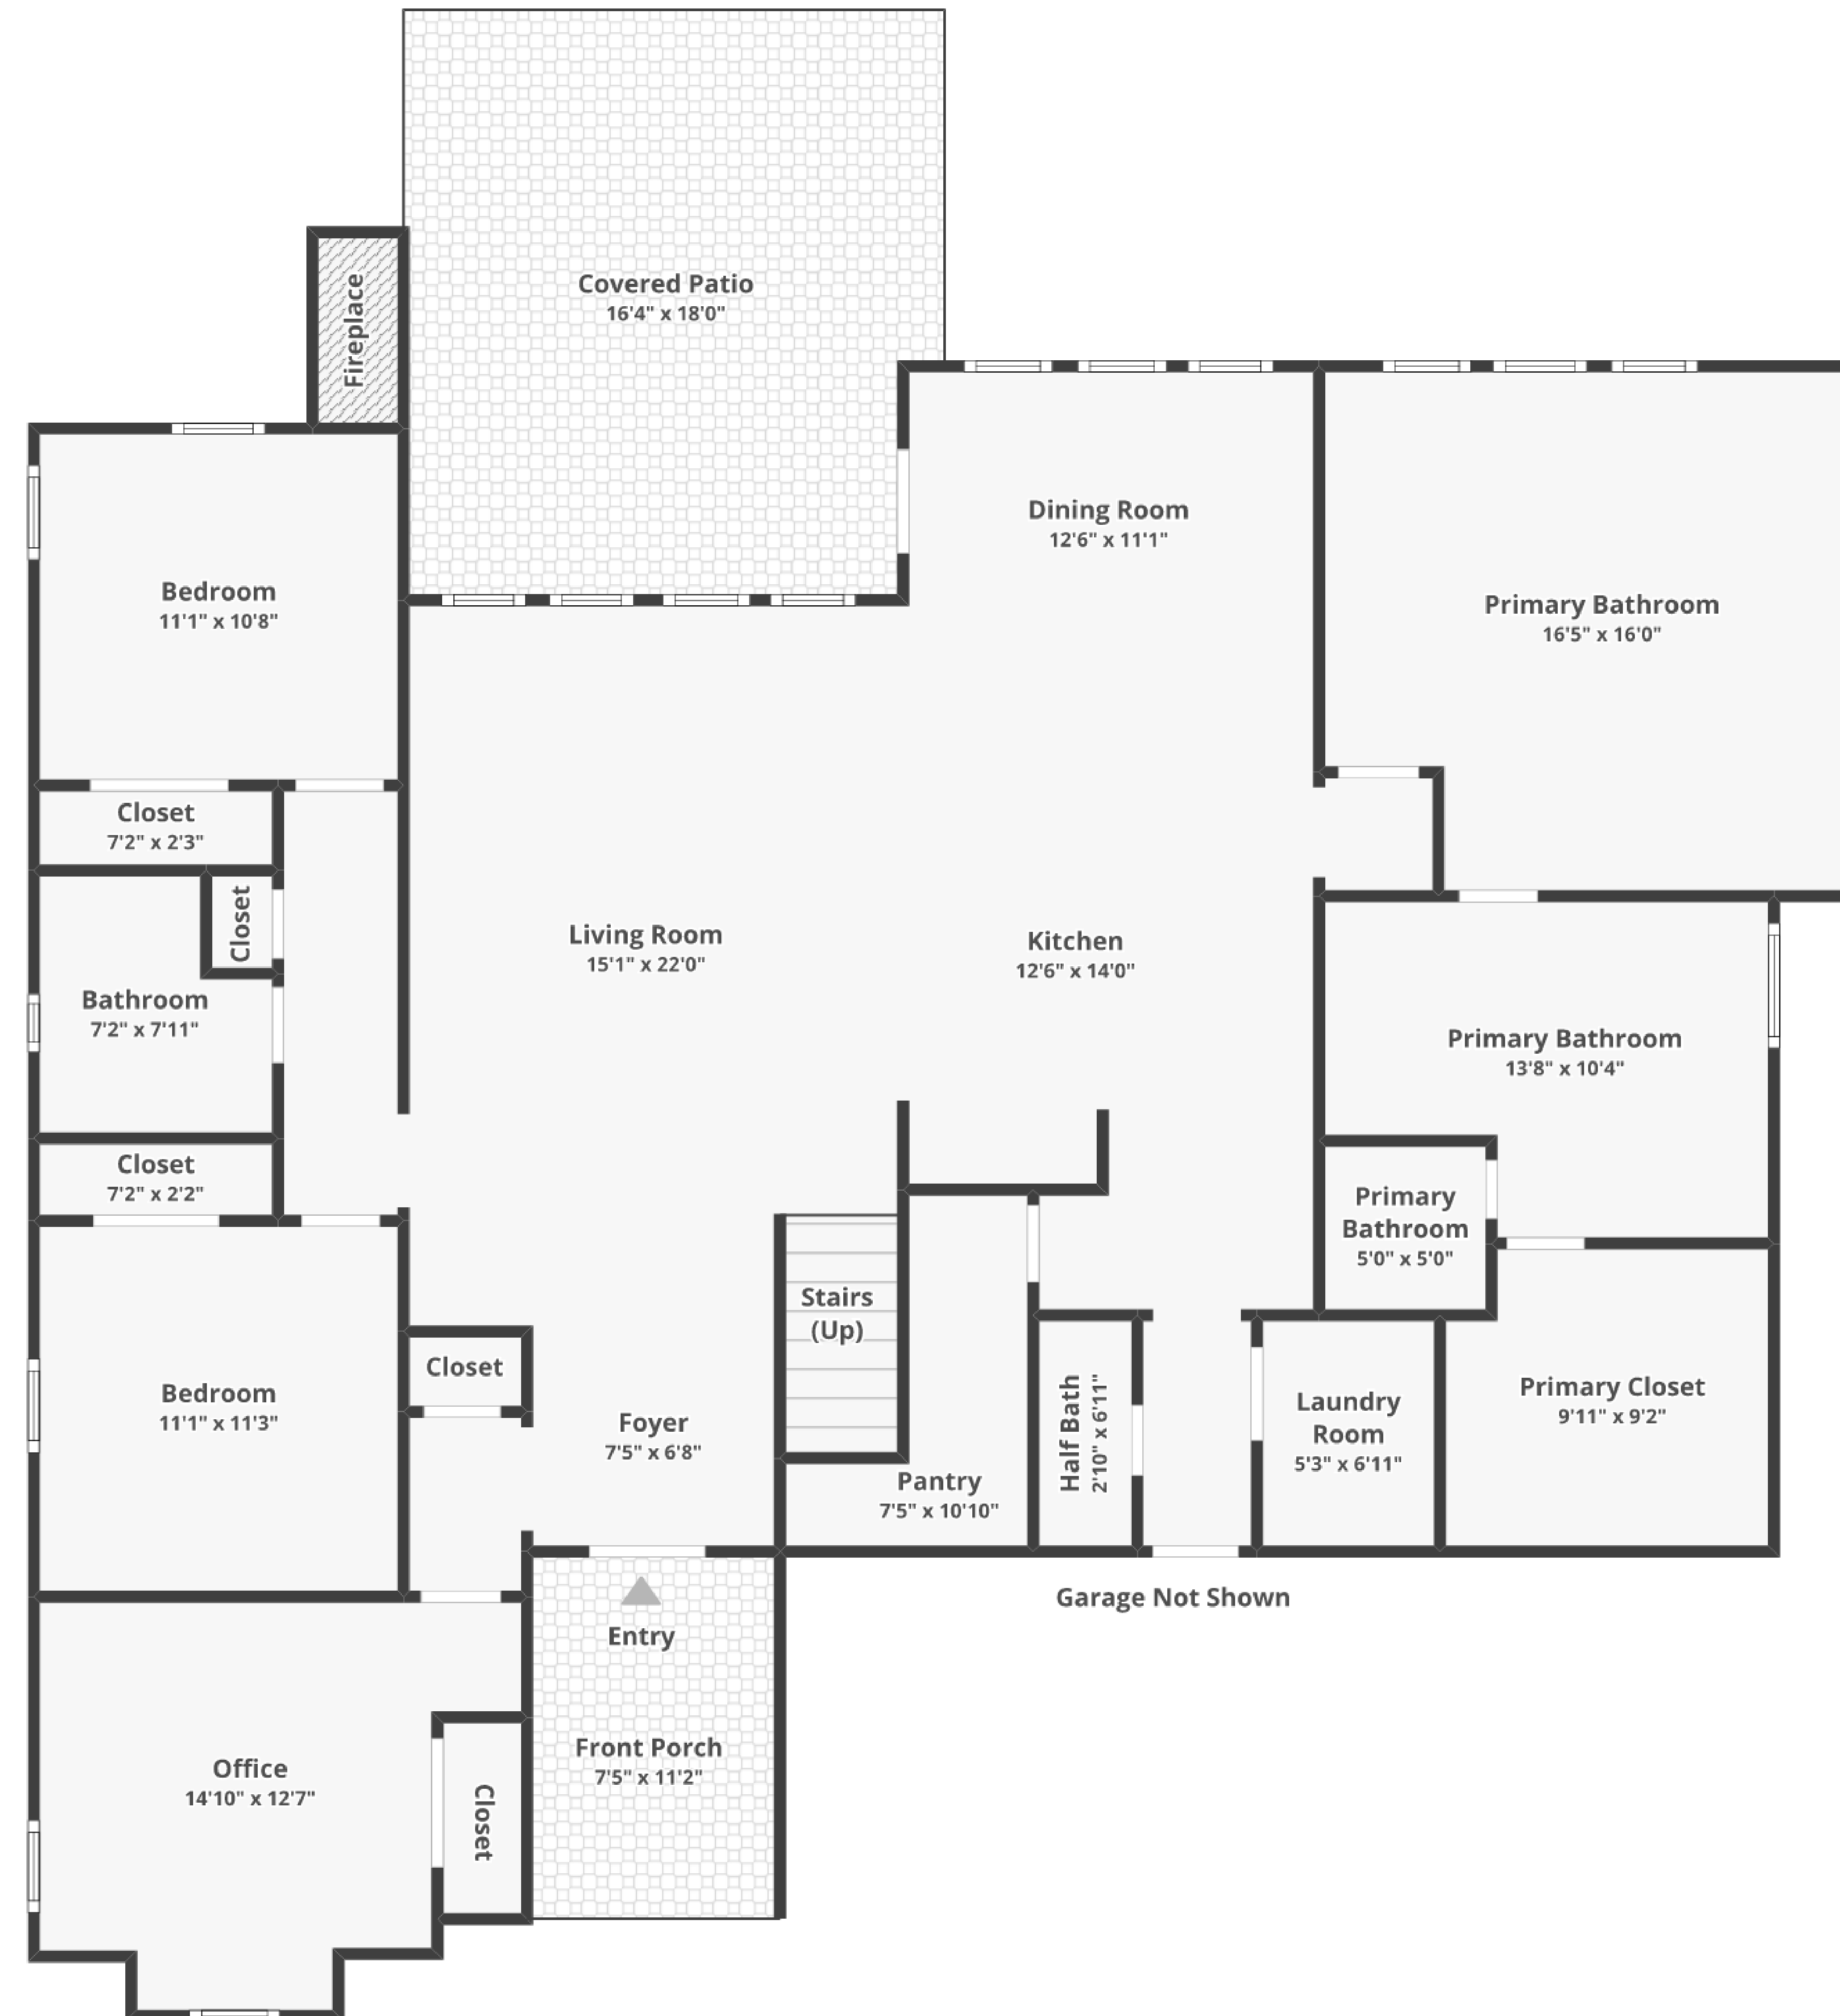 Covered Patio
16'4" x 18'0"
Fireplace
Dining Room
12'6" x 11'1"
Bedroom
11'1" x 10'8"
Primary Bathroom
16'5" x 16'0"
Closet
7'2" x 2'3"
Closet
Living Room
15'1" x 22'0"
Kitchen
12'6" x 14'0"
Bathroom
7'2" x 7'11"
Primary Bathroom
13'8" x 10'4"
Closet
7'2" x 2'2"
Primary
Bathroom
5'0" x 5'0"
Stairs
(Up)
Bedroom
11'1" x 11'3"
Closet
Foyer
7'5" x 6'8"
Pantry
7'5" x 10'10"
Half Bath
2'10" x 6'11"
Laundry
Room
5'3" x 6'11"
Primary Closet
9'11" x 9'2"
Garage Not Shown
Entry
Front Porch
7'5" x 11'2"
Office
14'10" x 12'7"
Closet